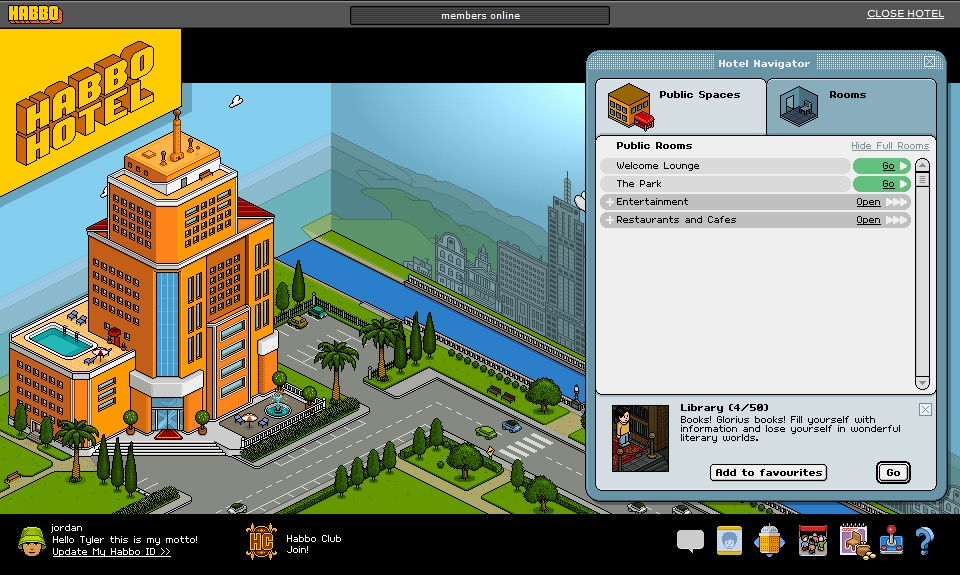 HABBO
members online
CLOSE HOTEL
HABBO
HOTEL
Hotel Navigator
Public Spaces
Rooms
Public Rooms
Hide Full Rooms
Welcome Lounge
Go
The Park
Go
Entertainment
Open
Restaurants and Cafes
Open
Library (4/50)
Books! Glorius books! Fill yourself with
information and lose yourself in wonderful
literary worlds.
Add to favourites
Go
jordan
Hello Tyler this is my motto!
Update My Habbo ID >>
HC
Habbo Club
Join!